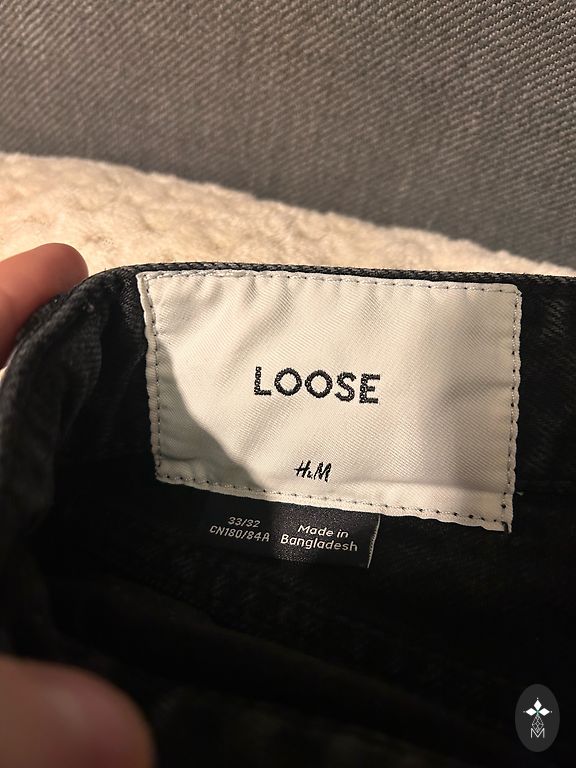 LOOSE
H&M
33/32
CN180/84A
Made in
Bangladesh
M